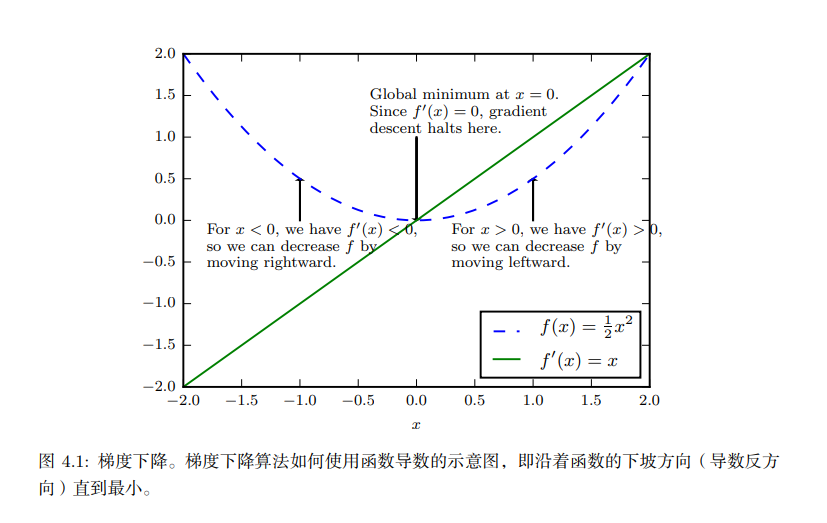 2.0
1.5
1.0
0.5
0.0
−0.5
−1.0
−1.5
−2.0
Global minimum at x = 0.
Since f′(x) = 0, gradient
descent halts here.
For x < 0, we have f′(x) < 0,
so we can decrease f by
moving rightward.
For x > 0, we have f′(x) > 0,
so we can decrease f by
moving leftward.
f(x) = ½x²
f′(x) = x
−2.0 −1.5 −1.0 −0.5 0.0 0.5 1.0 1.5 2.0
x
图 4.1: 梯度下降。梯度下降算法如何使用函数导数的示意图，即沿着函数的下坡方向（导数反方
向）直到最小。